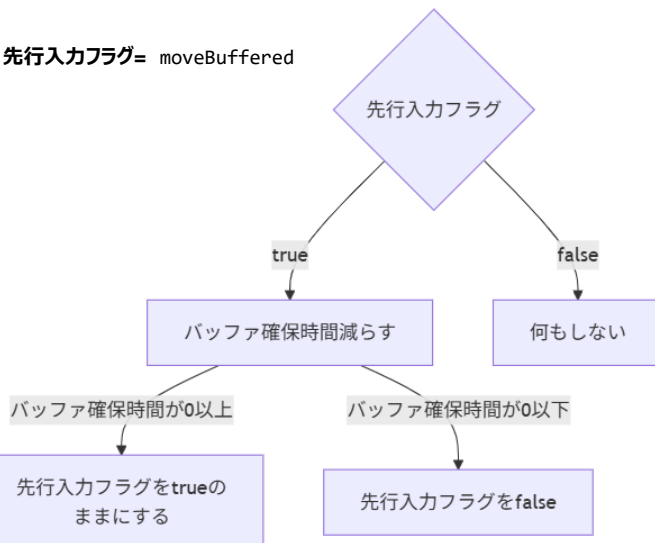 先行入力フラグ= moveBuffered
先行入力フラグ
true
false
バッファ確保時間減らす
何もしない
バッファ確保時間が0以上
バッファ確保時間が0以下
先行入力フラグをtrueの
ままにする
先行入力フラグをfalse